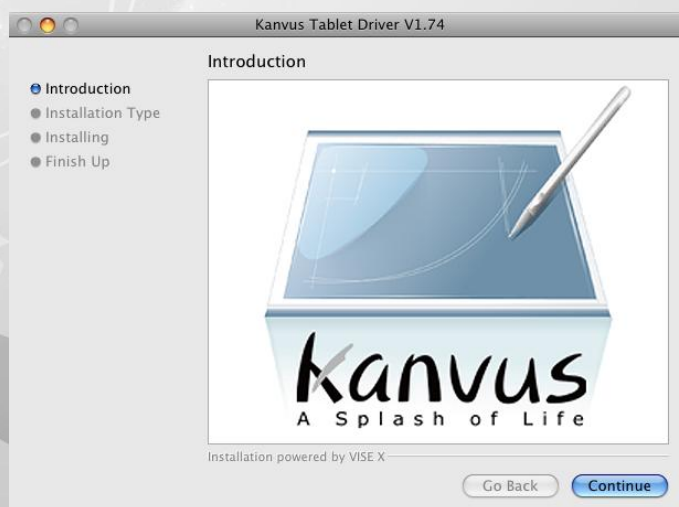 Kanvus Tablet Driver V1.74
Introduction
Introduction
Installation Type
Installing
Finish Up
kanvus
A Splash of Life
Installation powered by VISE X
Go Back
Continue